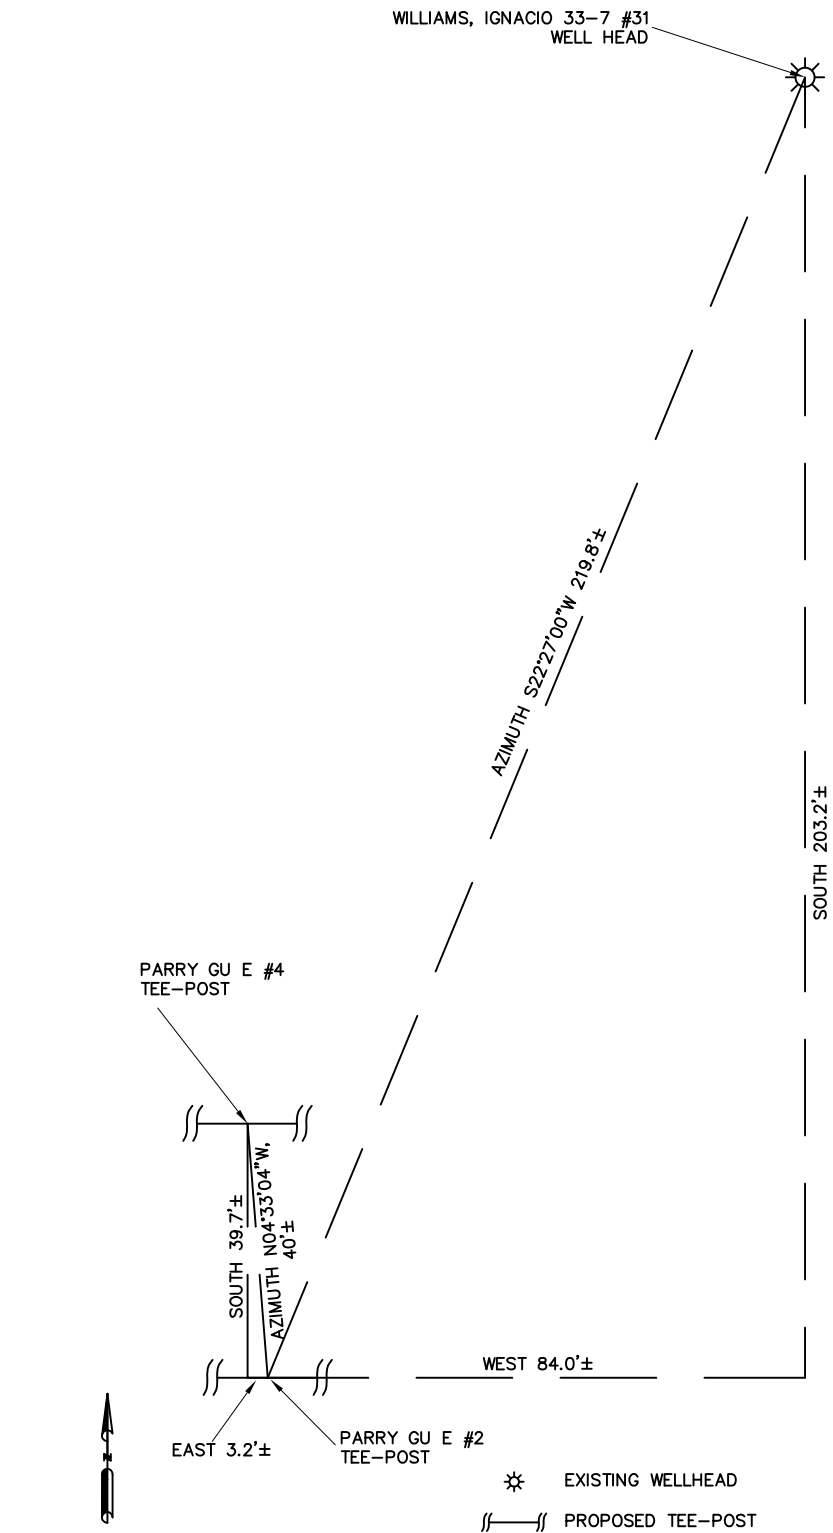 WILLIAMS, IGNACIO 33-7 #31
WELL HEAD
AZIMUTH S22°27'00"W 219.8'±
SOUTH 203.2'±
PARRY GU E #4
TEE-POST
SOUTH 39.7'±
AZIMUTH N04°33'04"W,
40'±
WEST 84.0'±
EAST 3.2'±
PARRY GU E #2
TEE-POST
N
EXISTING WELLHEAD
PROPOSED TEE-POST